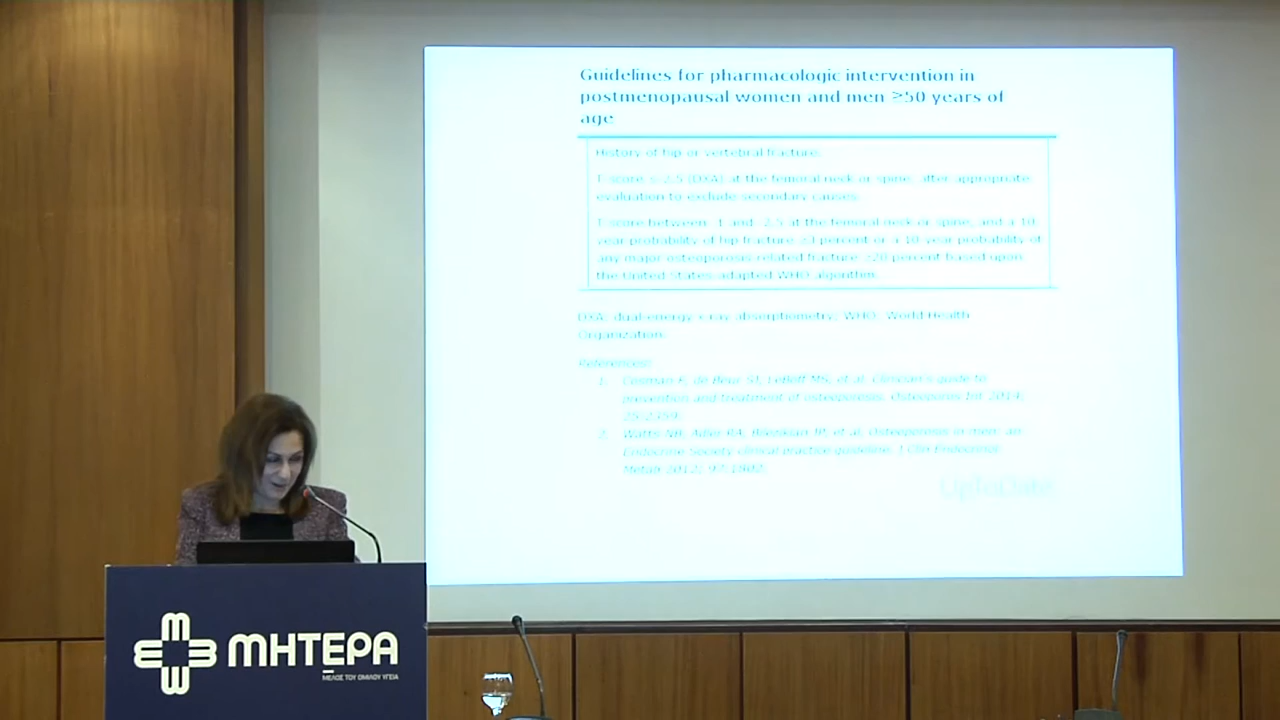 Guidelines for pharmacologic intervention in
postmenopausal women and men ≥50 years of
age
History of hip or vertebral fracture.
T-score ≤-2.5 (DXA) at the femoral neck or spine, after appropriate
evaluation to exclude secondary causes.
T-score between -1 and -2.5 at the femoral neck or spine, and a 10-
year probability of hip fracture ≥3 percent or a 10-year probability of
any major osteoporosis-related fracture ≥20 percent based upon
the United States-adapted WHO algorithm.
DXA: dual-energy x-ray absorptiometry; WHO: World Health
Organization.
References:
1. Cosman F, de Beur SJ, LeBoff MS, et al. Clinician's guide to
prevention and treatment of osteoporosis. Osteoporos Int 2014;
25:2359.
2. Watts NB, Adler RA, Bilezikian JP, et al. Osteoporosis in men: an
Endocrine Society clinical practice guideline. J Clin Endocrinol
Metab 2012; 97:1802.
UpToDate
ΜΗΤΕΡΑ
ΜΕΛΟΣ ΤΟΥ ΟΜΙΛΟΥ ΥΓΕΙΑ